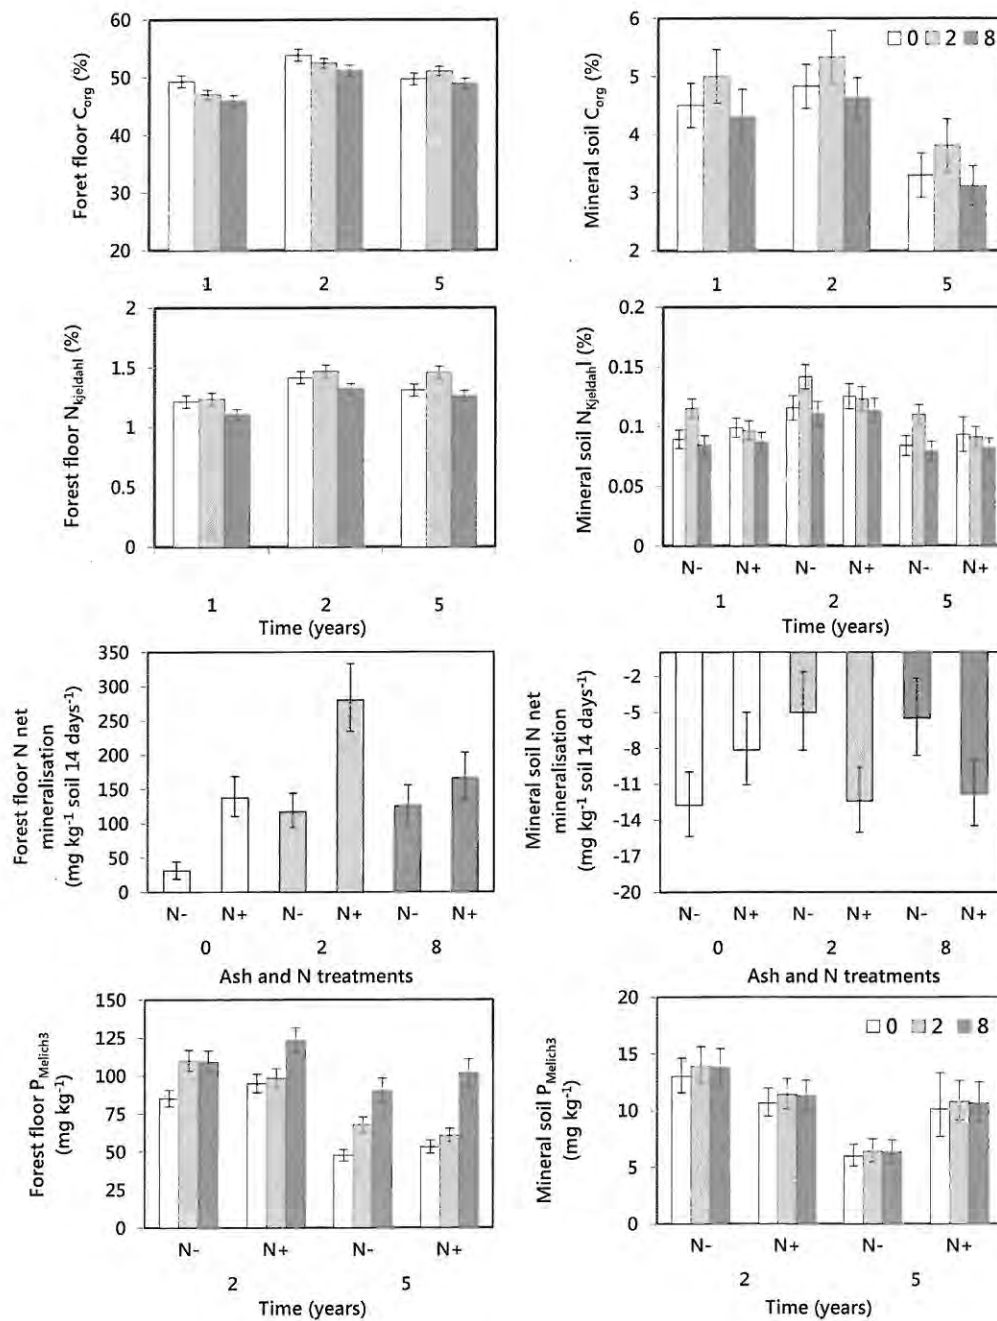 60
50
40
30
20
Foret floor Corg (%)
1 2 5
6
5
4
3
2
Mineral soil Corg (%)
0 2 8
1 2 5
2
1.5
1
0.5
0
Forest floor NKjeldahl (%)
1 2 5
Time (years)
0.2
0.15
0.1
0.05
0
Mineral soil NKjeldahl (%)
N- N+ N- N+ N- N+
1 2 5
Time (years)
350
300
250
200
150
100
50
0
Forest floor N net
mineralisation
(mg kg-1 soil 14 days-1)
N- N+ N- N+ N- N+
0 2 8
Ash and N treatments
-2
-5
-8
-11
-14
-17
-20
Mineral soil N net
mineralisation
(mg kg-1 soil 14 days-1)
N- N+ N- N+ N- N+
0 2 8
Ash and N treatments
150
125
100
75
50
25
0
Forest floor PMelich3
(mg kg-1)
N- N+ N- N+
2 5
Time (years)
20
15
10
5
0
Mineral soil PMelich3
(mg kg-1)
0 2 8
N- N+ N- N+
2 5
Time (years)